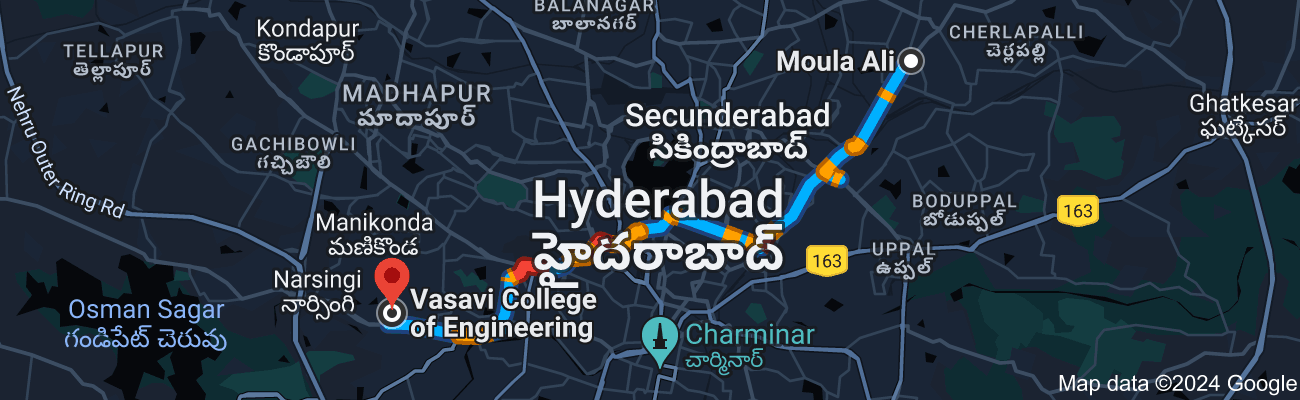 BALANAGAR
బాలానగర్
Kondapur
కొండాపూర్
TELLAPUR
తెల్లాపూర్
CHERLAPALLI
చెర్లపల్లి
Moula Ali
MADHAPUR
మాదాపూర్
Nehru Outer Ring Rd
Secunderabad
సికింద్రాబాద్
Ghatkesar
ఘట్కేసర్
GACHIBOWLI
గచ్చిబౌలి
Hyderabad
హైదరాబాద్
BODUPPAL
బోడుప్పల్
163
Manikonda
మణికొండ
UPPAL
ఉప్పల్
163
Narsingi
నార్సింగి
Vasavi College
of Engineering
Osman Sagar
గండిపేట్ చెరువు
Charminar
చార్మినార్
Map data ©2024 Google